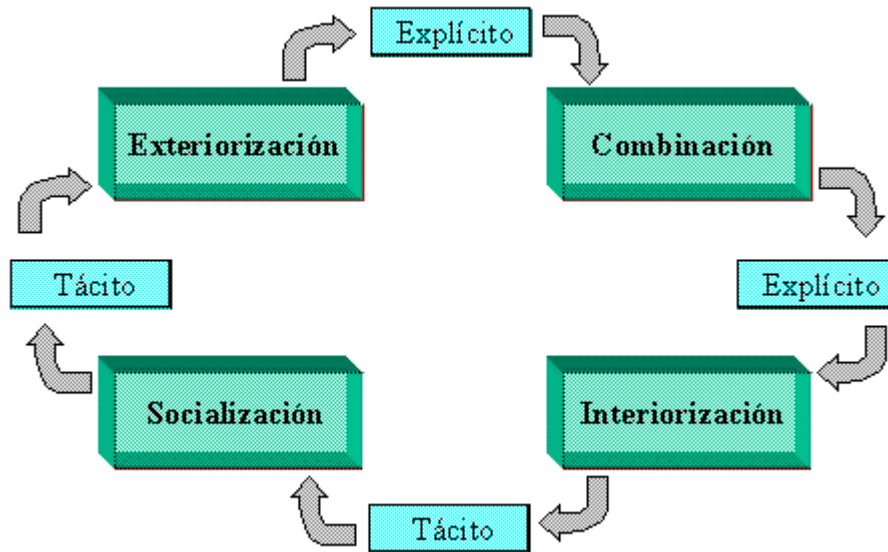 Explícito
Exteriorización
Combinación
Tácito
Explícito
Socialización
Interiorización
Tácito